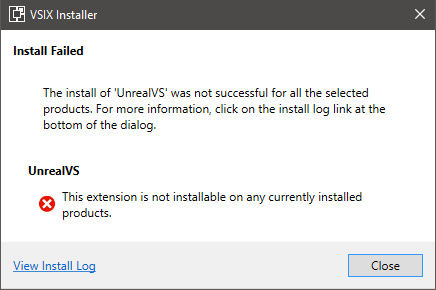 VSIX Installer
Install Failed
The install of 'UnrealVS' was not successful for all the selected
products. For more information, click on the install log link at the
bottom of the dialog.
UnrealVS
This extension is not installable on any currently installed
products.
View Install Log
Close